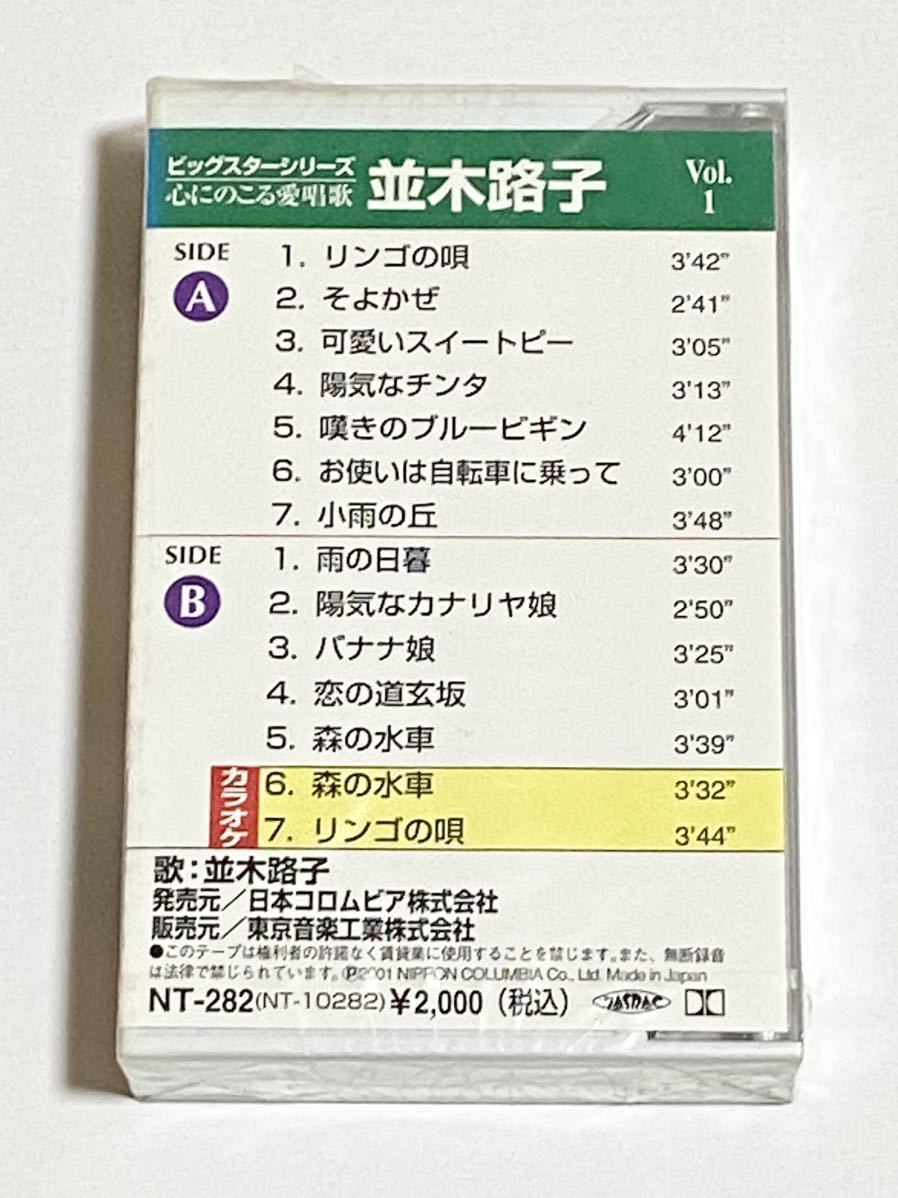 ビッグスターシリーズ
心にのこる愛唱歌
並木路子
Vol.
1
SIDE
A
1. リンゴの唄 3'42"
2. そよかぜ 2'41"
3. 可愛いスイートピー 3'05"
4. 陽気なチンタ 3'13"
5. 嘆きのブルービギン 4'12"
6. お使いは自転車に乗って 3'00"
7. 小雨の丘 3'48"
SIDE
B
1. 雨の日暮 3'30"
2. 陽気なカナリヤ娘 2'50"
3. バナナ娘 3'25"
4. 恋の道玄坂 3'01"
5. 森の水車 3'39"
カラオケ
6. 森の水車 3'32"
7. リンゴの唄 3'44"
歌：並木路子
発売元／日本コロムビア株式会社
販売元／東京音楽工業株式会社
●このテープは権利者の許諾なく賃貸業に使用することを禁じます。また、無断録音
は法律で禁じられています。Ⓟ2001 NIPPON COLUMBIA Co., Ltd. Made in Japan
NT-282(NT-10282)¥2,000（税込） JASRAC